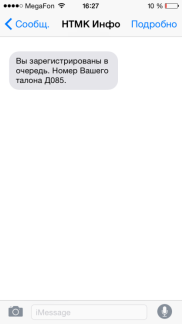 MegaFon 16:27 10 %
Сообщ. НТМК Инфо Подробно
Вы зарегистрированы в
очередь. Номер Вашего
талона Д085.
iMessage